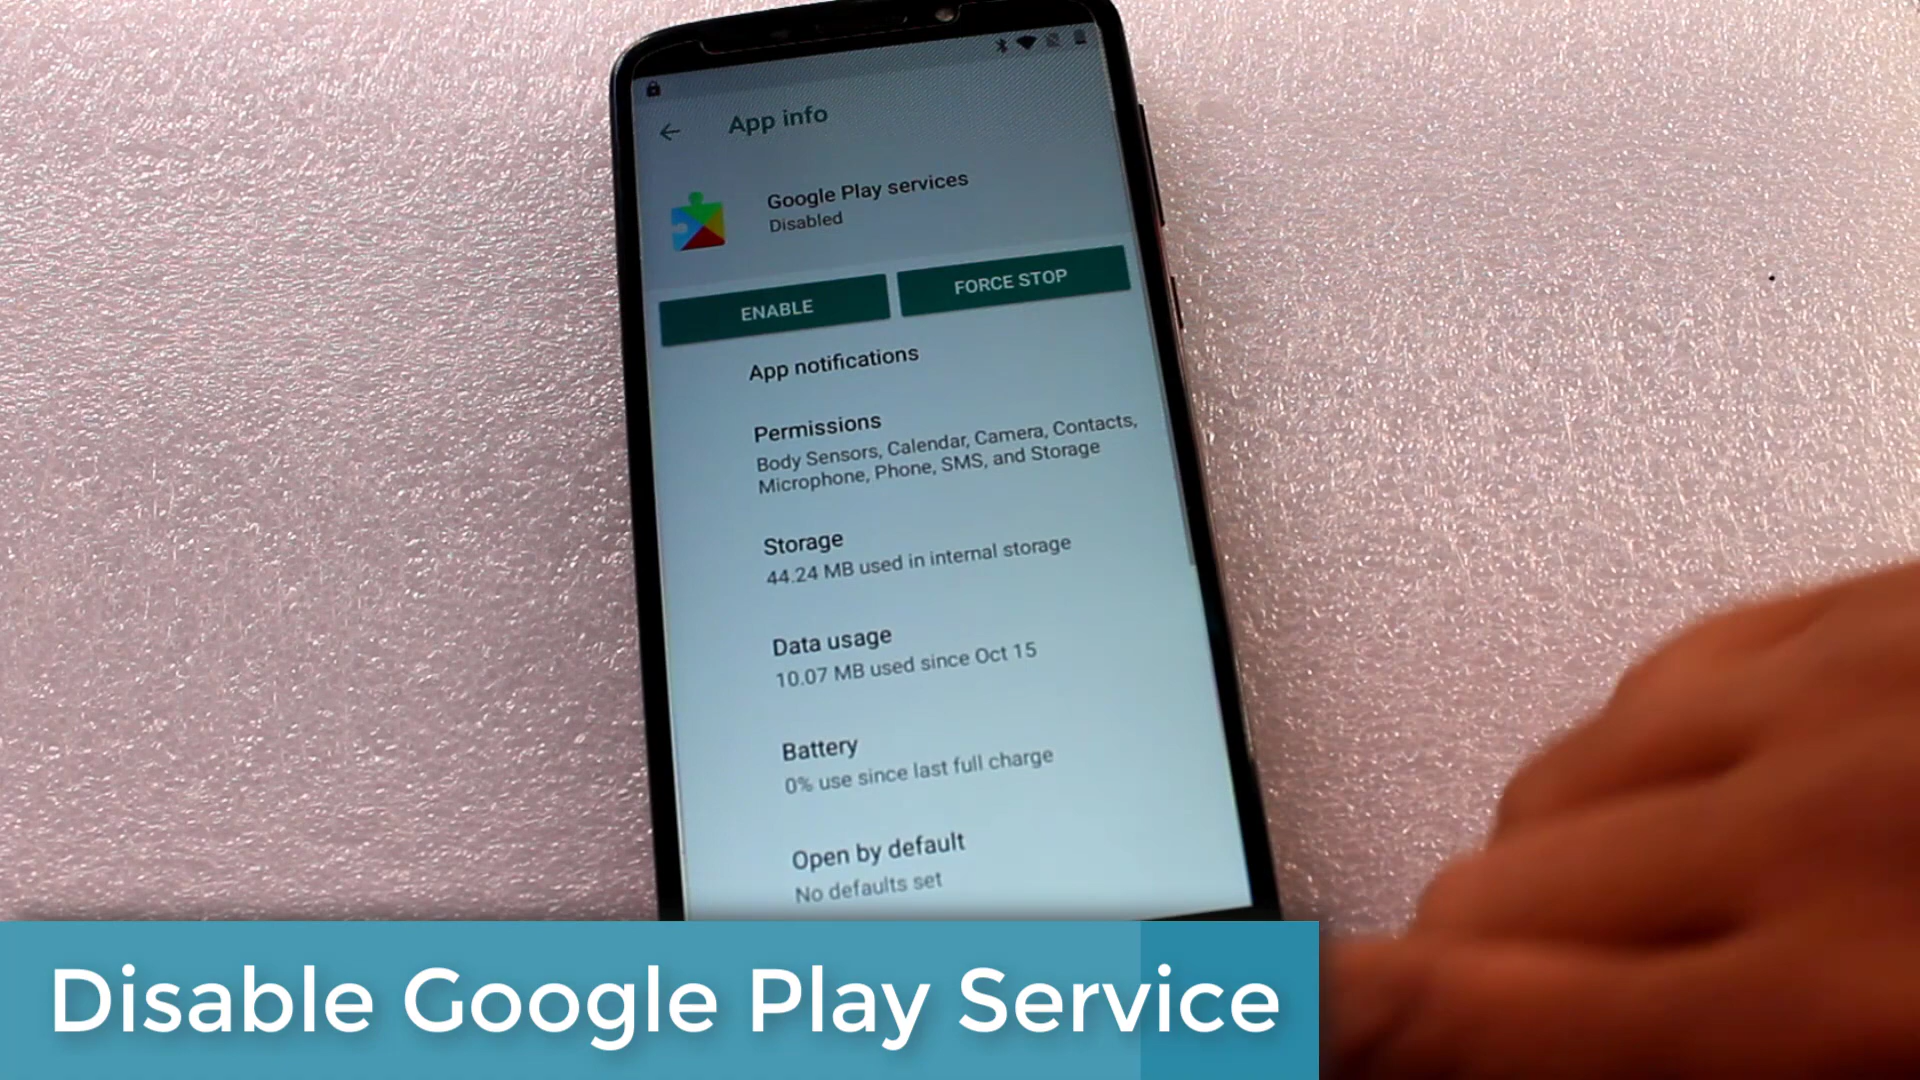 App info
Google Play services
Disabled
ENABLE
FORCE STOP
App notifications
Permissions
Body Sensors, Calendar, Camera, Contacts,
Microphone, Phone, SMS, and Storage
Storage
44.24 MB used in internal storage
Data usage
10.07 MB used since Oct 15
Battery
0% use since last full charge
Open by default
No defaults set
Disable Google Play Service